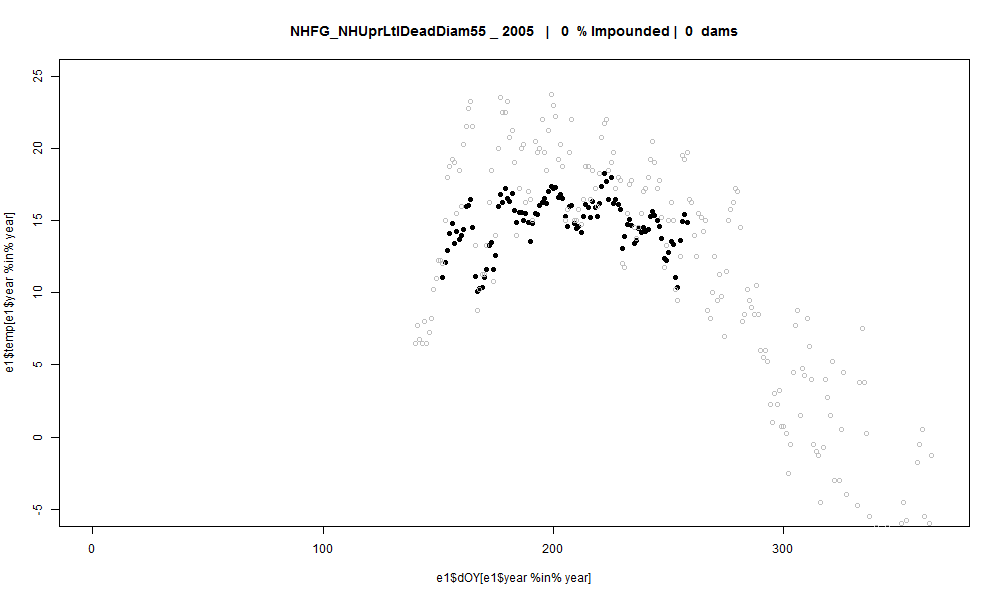 NHFG_NHUprLtlDeadDiam55 _ 2005 | 0 % Impounded | 0 dams
25
20
15
10
5
0
-5
e1$temp[e1$year %in% year]
0 100 200 300
e1$dOY[e1$year %in% year]